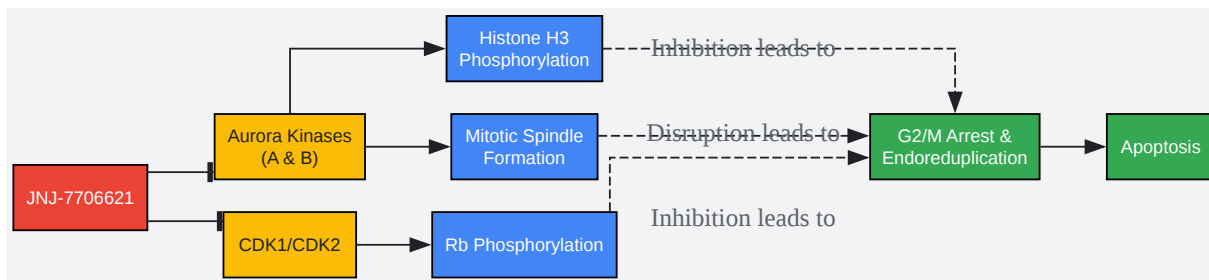 Histone H3
Phosphorylation
Inhibition leads to
Aurora Kinases
(A & B)
Mitotic Spindle
Formation
Disruption leads to
G2/M Arrest &
Endoreduplication
Apoptosis
JNJ-7706621
CDK1/CDK2
Rb Phosphorylation
Inhibition leads to